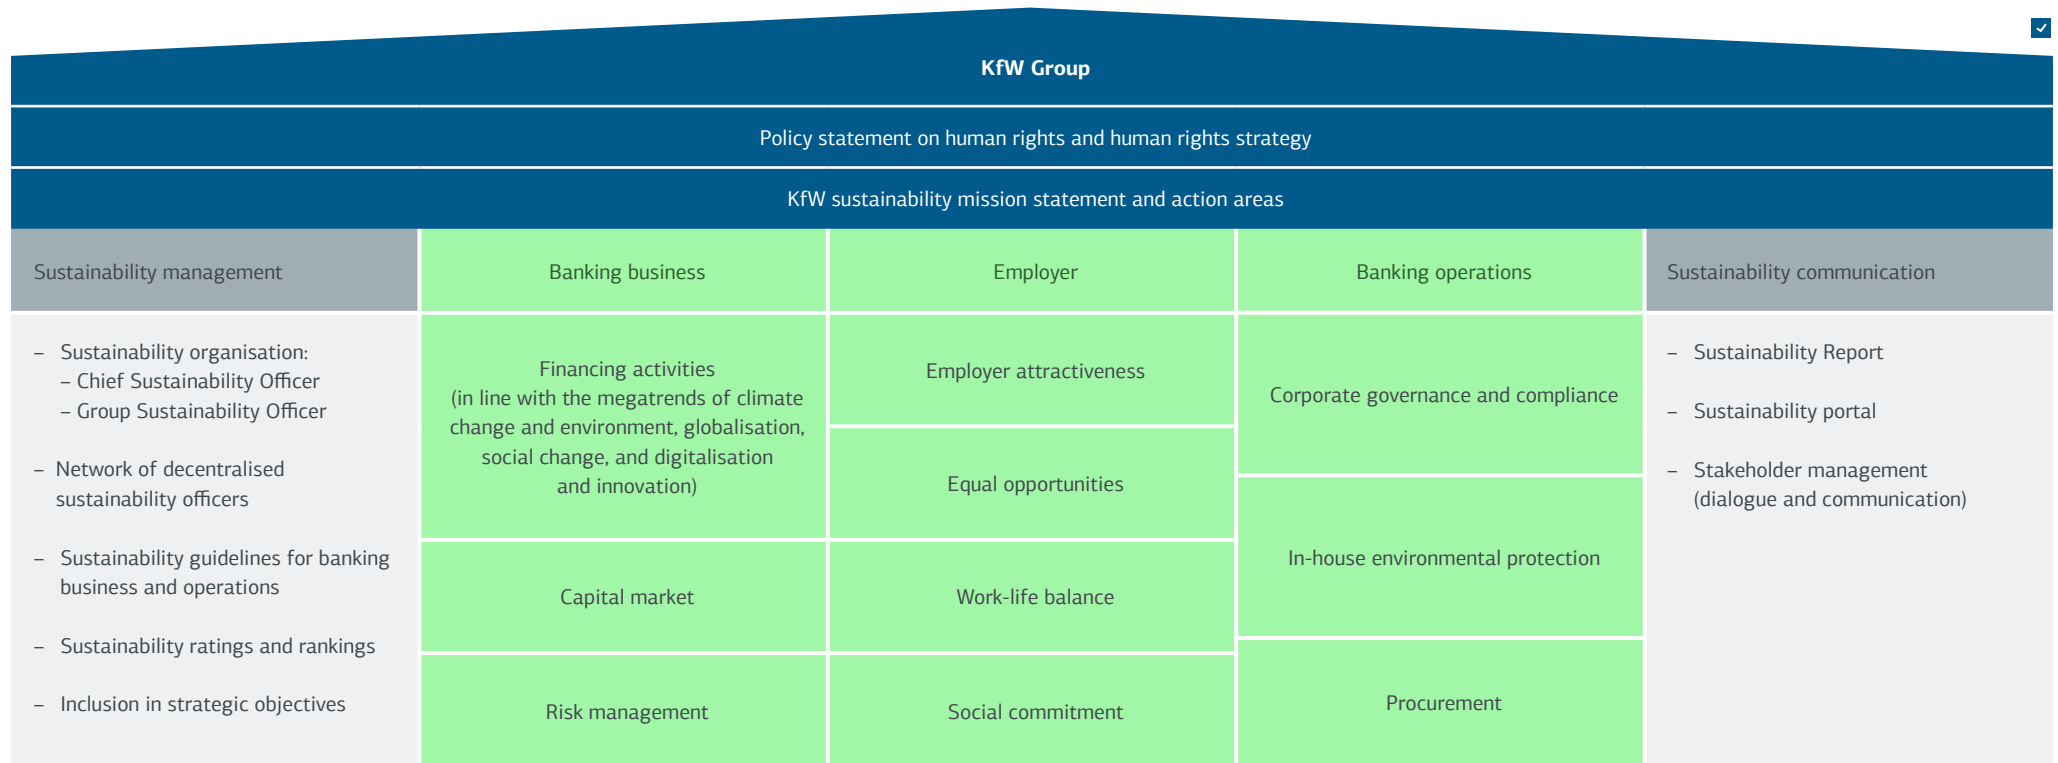 KfW Group
Policy statement on human rights and human rights strategy
KfW sustainability mission statement and action areas
Sustainability management
Banking business
Employer
Banking operations
Sustainability communication
– Sustainability organisation:
– Chief Sustainability Officer
– Group Sustainability Officer
– Network of decentralised
sustainability officers
– Sustainability guidelines for banking
business and operations
– Sustainability ratings and rankings
– Inclusion in strategic objectives
Financing activities
(in line with the megatrends of climate
change and environment, globalisation,
social change, and digitalisation
and innovation)
Capital market
Risk management
Employer attractiveness
Equal opportunities
Work-life balance
Social commitment
Corporate governance and compliance
In-house environmental protection
Procurement
– Sustainability Report
– Sustainability portal
– Stakeholder management
(dialogue and communication)